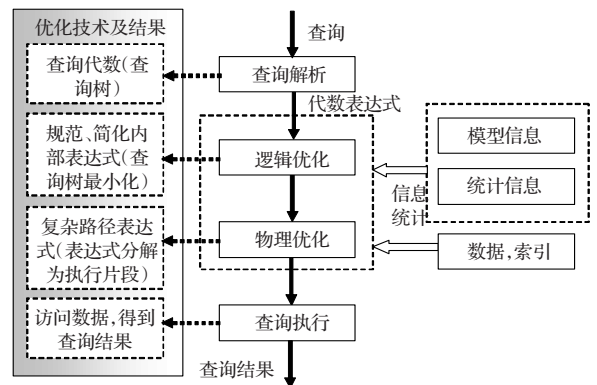 优化技术及结果
查询代数(查
询树)
规范、简化内
部表达式(查
询树最小化)
复杂路径表达
式(表达式分解
为执行片段)
访问数据,得到
查询结果
查询
查询解析
代数表达式
逻辑优化
物理优化
查询执行
查询结果
信息
统计
模型信息
统计信息
数据,索引